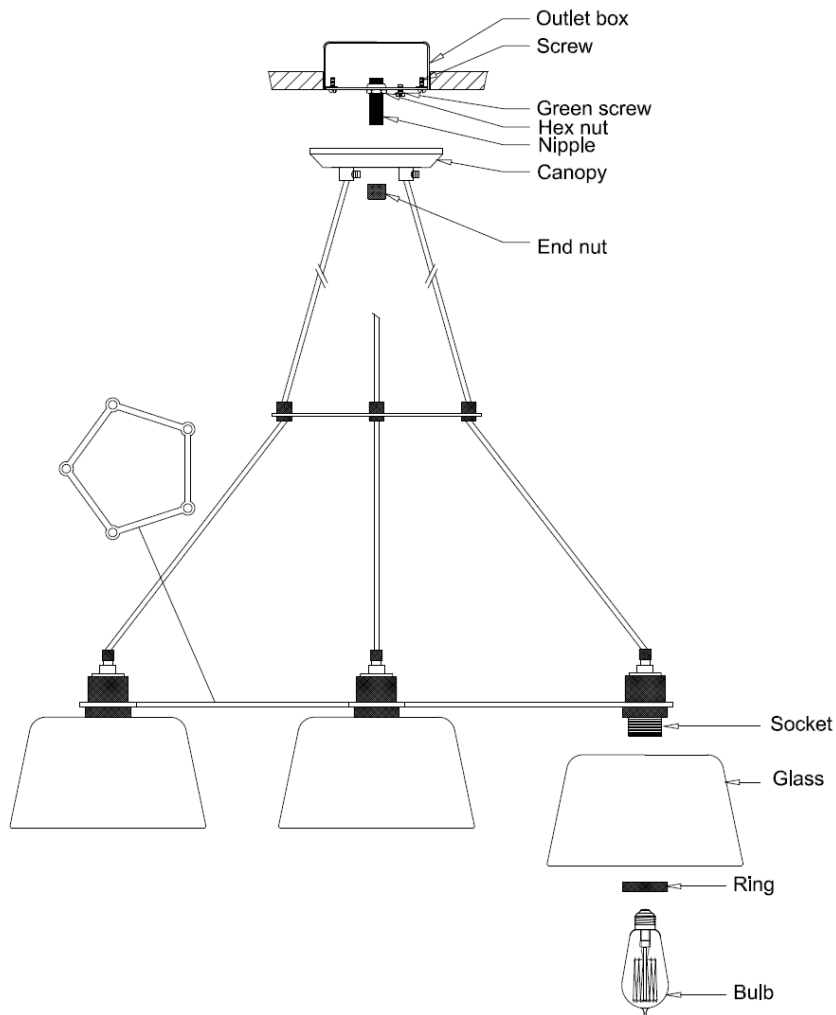 Outlet box
Screw
Green screw
Hex nut
Nipple
Canopy
End nut
Socket
Glass
Ring
Bulb